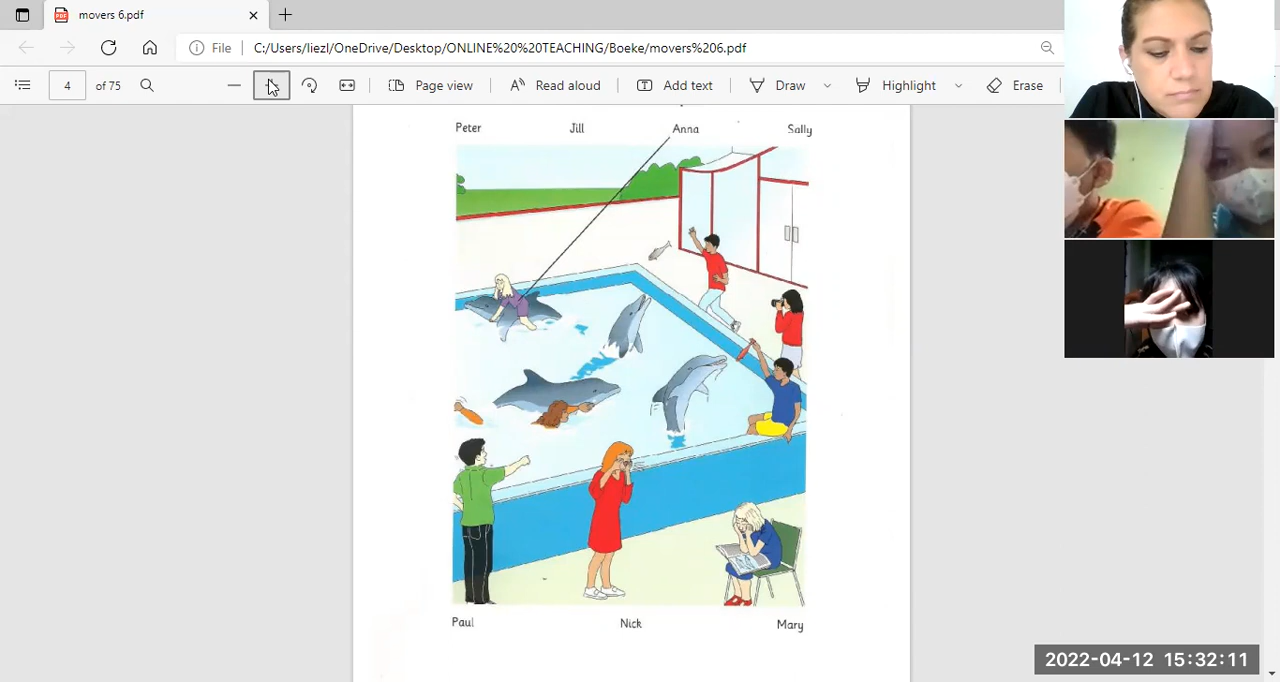 movers 6.pdf
File C:/Users/liezl/OneDrive/Desktop/ONLINE%20%20TEACHING/Boeke/movers%206.pdf
4 of 75 Page view Read aloud Add text Draw Highlight Erase
Peter Jill Anna Sally
Paul Nick Mary
2022-04-12 15:32:11